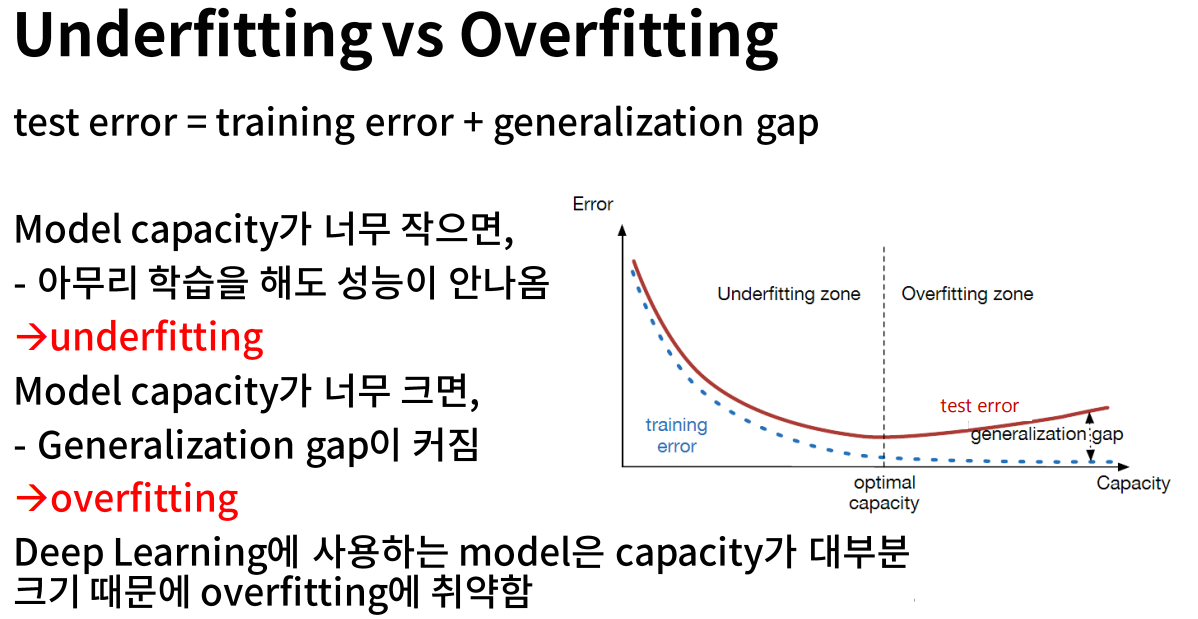 Underfitting vs Overfitting
test error = training error + generalization gap
Model capacity가 너무 작으면,
- 아무리 학습을 해도 성능이 안나옴
→underfitting
Model capacity가 너무 크면,
- Generalization gap이 커짐
→overfitting
Deep Learning에 사용하는 model은 capacity가 대부분
크기 때문에 overfitting에 취약함
Error
Underfitting zone
Overfitting zone
training
error
test error
generalization gap
optimal
capacity
Capacity